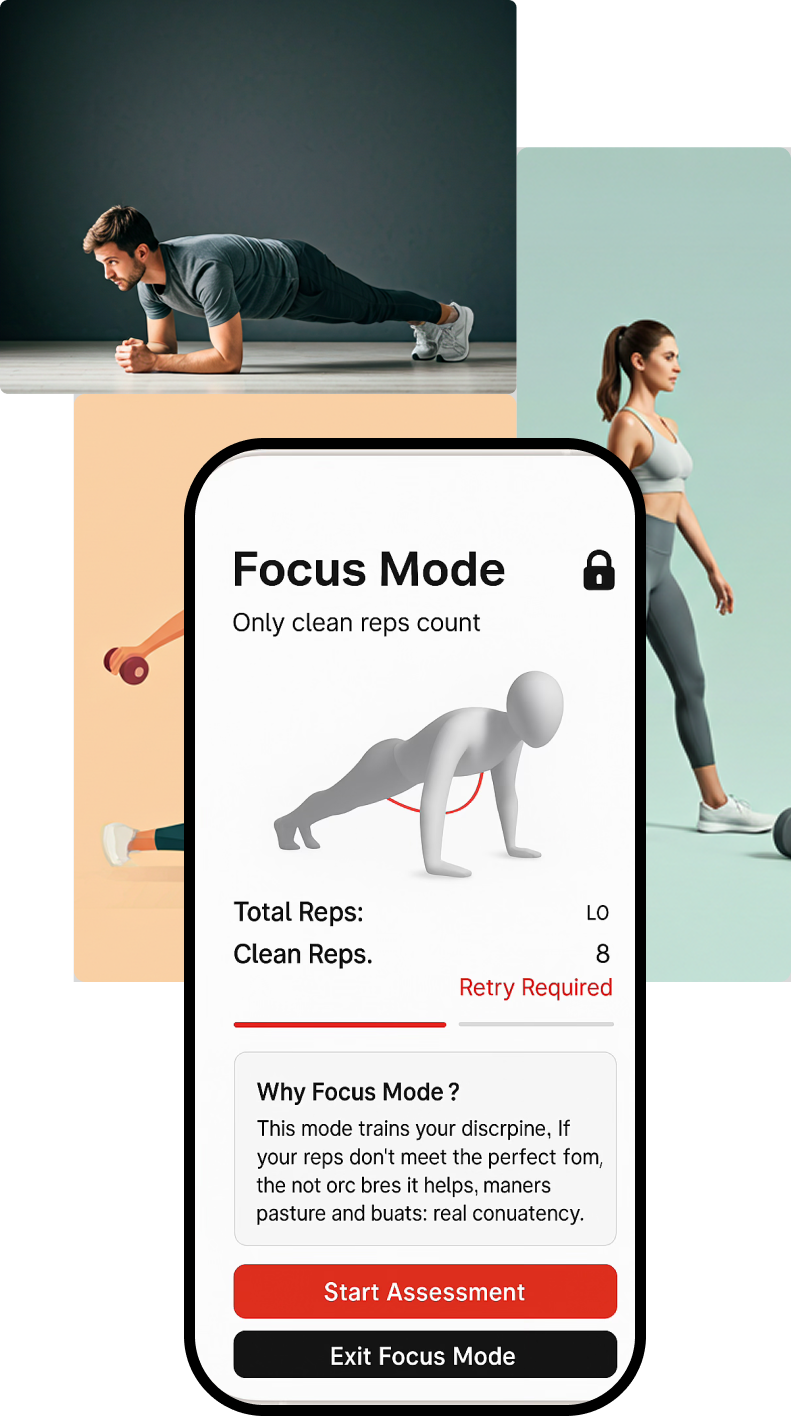 Focus Mode
Only clean reps count
Total Reps: LO
Clean Reps. 8
Retry Required
Why Focus Mode ?
This mode trains your discrpine, If
your reps don't meet the perfect fom,
the not orc bres it helps, maners
pasture and buats: real conuatency.
Start Assessment
Exit Focus Mode